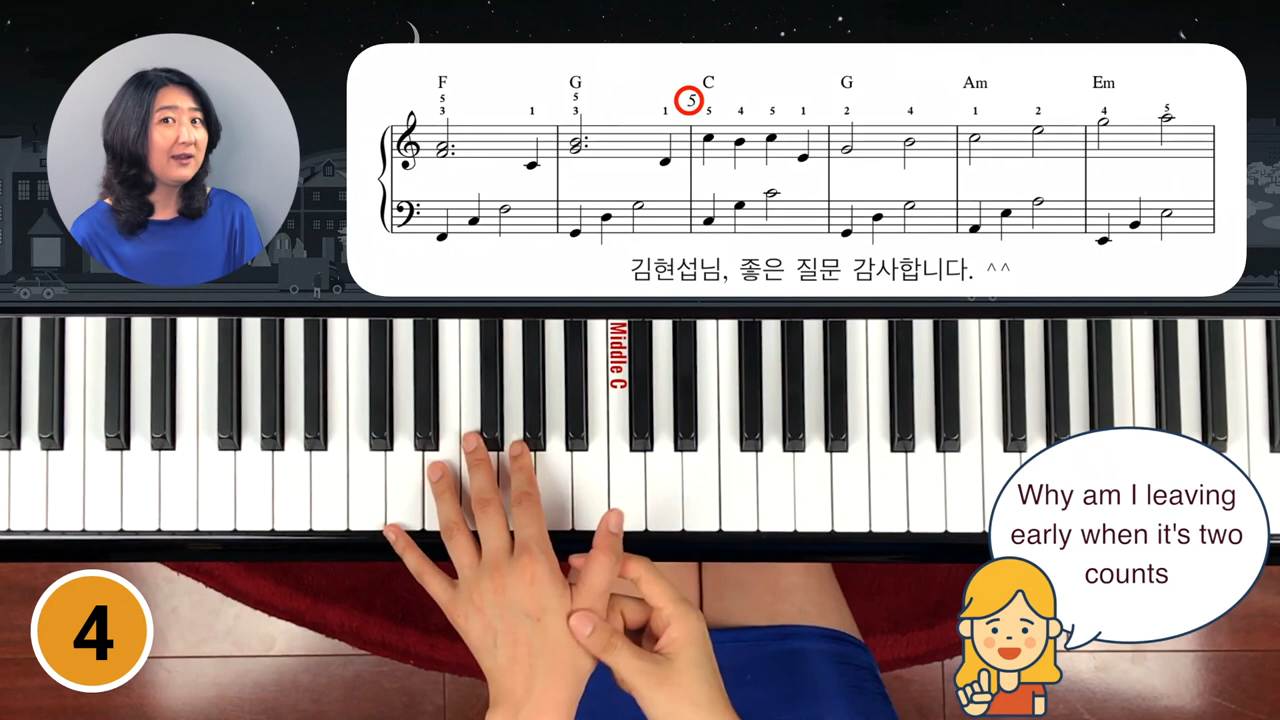 F G C G Am Em
5 5 5
3 1 3 1 5 4 5 1 2 4 1 2 4 5
김현섭님, 좋은 질문 감사합니다. ^^
Middle C
Why am I leaving
early when it's two
counts
4